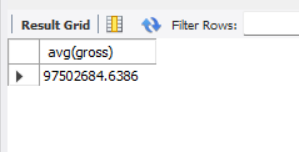 Result Grid Filter Rows:
avg(gross)
97502684.6386